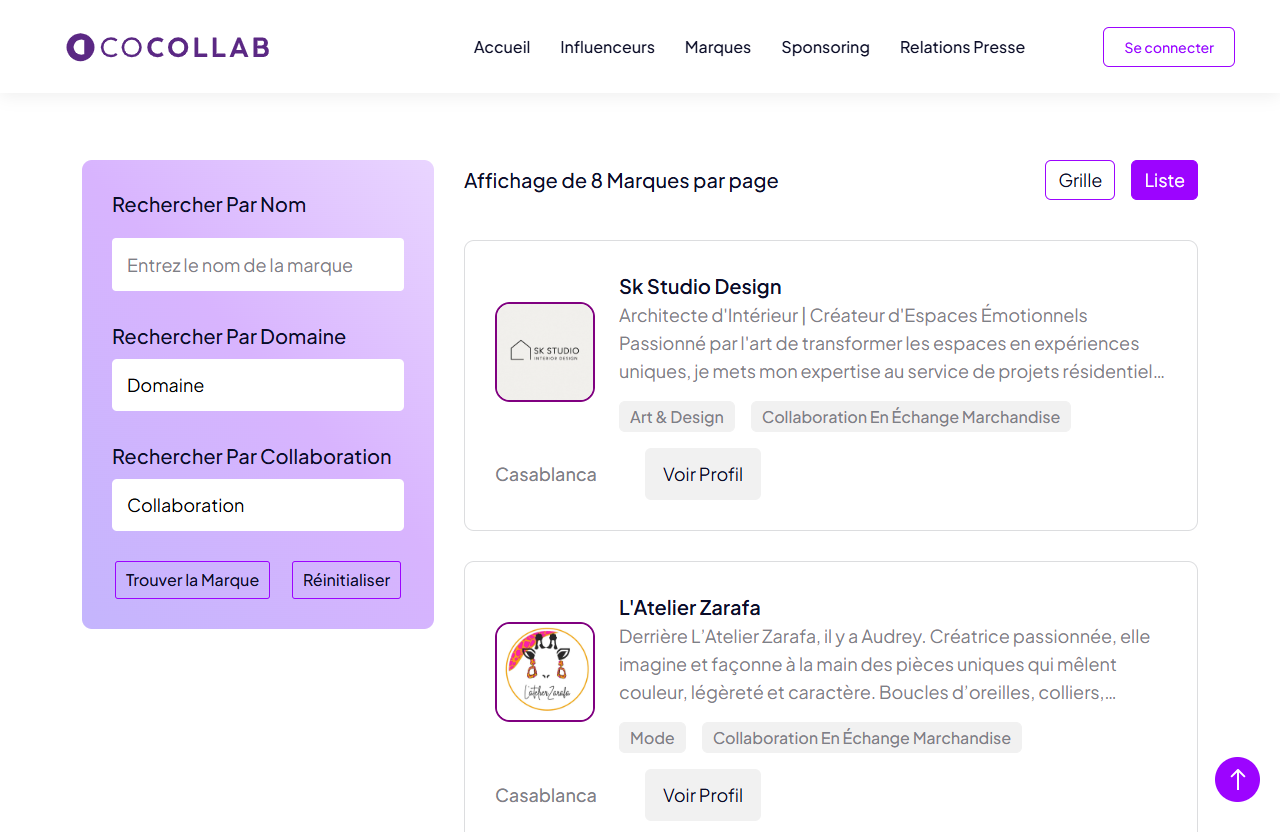 COCOLLAB
Accueil
Influenceurs
Marques
Sponsoring
Relations Presse
Se connecter
Rechercher Par Nom
Entrez le nom de la marque
Rechercher Par Domaine
Domaine
Rechercher Par Collaboration
Collaboration
Trouver la Marque
Réinitialiser
Affichage de 8 Marques par page
Grille
Liste
SK STUDIO
INTERIOR DESIGN
Sk Studio Design
Architecte d'Intérieur | Créateur d'Espaces Émotionnels
Passionné par l'art de transformer les espaces en expériences
uniques, je mets mon expertise au service de projets résidentiel…
Art & Design
Collaboration En Échange Marchandise
Casablanca
Voir Profil
L'atelier Zarafa
L'Atelier Zarafa
Derrière L’Atelier Zarafa, il y a Audrey. Créatrice passionnée, elle
imagine et façonne à la main des pièces uniques qui mêlent
couleur, légèreté et caractère. Boucles d’oreilles, colliers,…
Mode
Collaboration En Échange Marchandise
Casablanca
Voir Profil